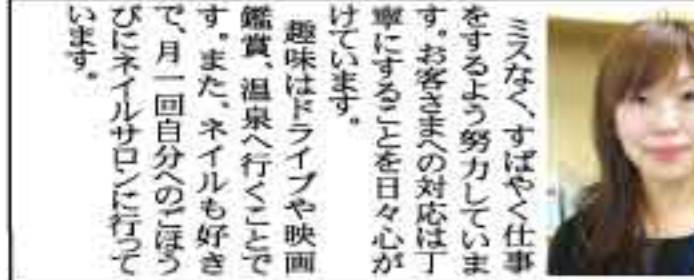 ミスなく、すばやく仕事
をするよう努力していま
す。お客さまへの対応は丁
寧にすることを日々心が
けています。
趣味はドライブや映画
鑑賞、温泉へ行くことで
す。また、ネイルも好き
で、月一回自分へのごほう
びにネイルサロンに行って
います。